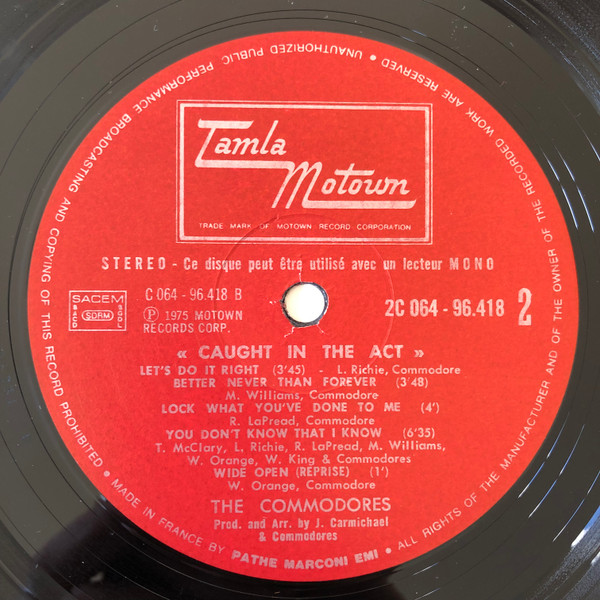 Tamla
Motown
TRADE MARK OF MOTOWN RECORD CORPORATION
STEREO - Ce disque peut être utilisé avec un lecteur MONO
SACEM
SACD SDRM SGDL
C 064 - 96.418 B
℗ 1975 MOTOWN
RECORDS CORP.
2C 064 - 96.418 2
« CAUGHT IN THE ACT »
LET'S DO IT RIGHT (3'45) - L. Richie, Commodore
BETTER NEVER THAN FOREVER (3'48)
M. Williams, Commodore
LOCK WHAT YOU'VE DONE TO ME (4')
R. LaPread, Commodore
YOU DON'T KNOW THAT I KNOW (6'35)
T. McClary, L. Richie, R. LaPread, M. Williams,
W. Orange, W. King & Commodores
WIDE OPEN (REPRISE) (1')
W. Orange, Commodore
THE COMMODORES
Prod. and Arr. by J. Carmichael
& Commodores
• MADE IN FRANCE BY PATHE MARCONI EMI • ALL RIGHTS OF THE MANUFACTURER AND OF THE OWNER OF THE RECORDED WORK ARE RESERVED • UNAUTHORIZED PUBLIC PERFORMANCE BROADCASTING AND COPYING OF THIS RECORD PROHIBITED